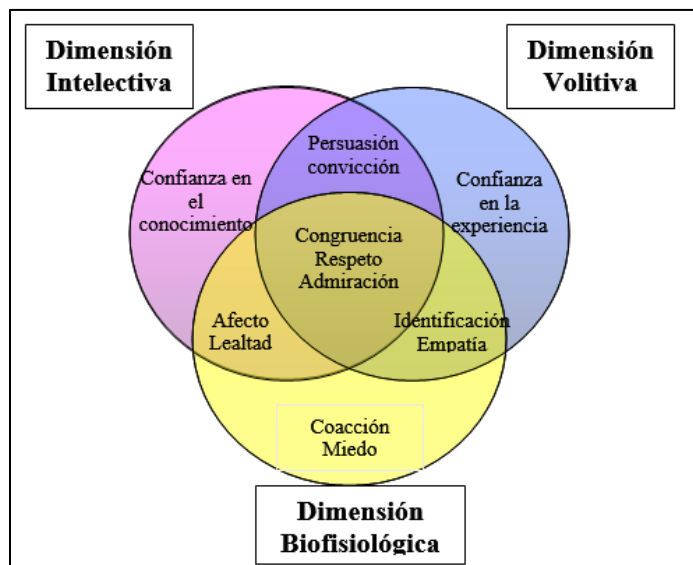 Dimensión
Intelectiva
Dimensión
Volitiva
Persuasión
convicción
Confianza en
el
conocimiento
Confianza
en la
experiencia
Congruencia
Respeto
Admiración
Afecto
Lealtad
Identificación
Empatía
Coacción
Miedo
Dimensión
Biofisiológica